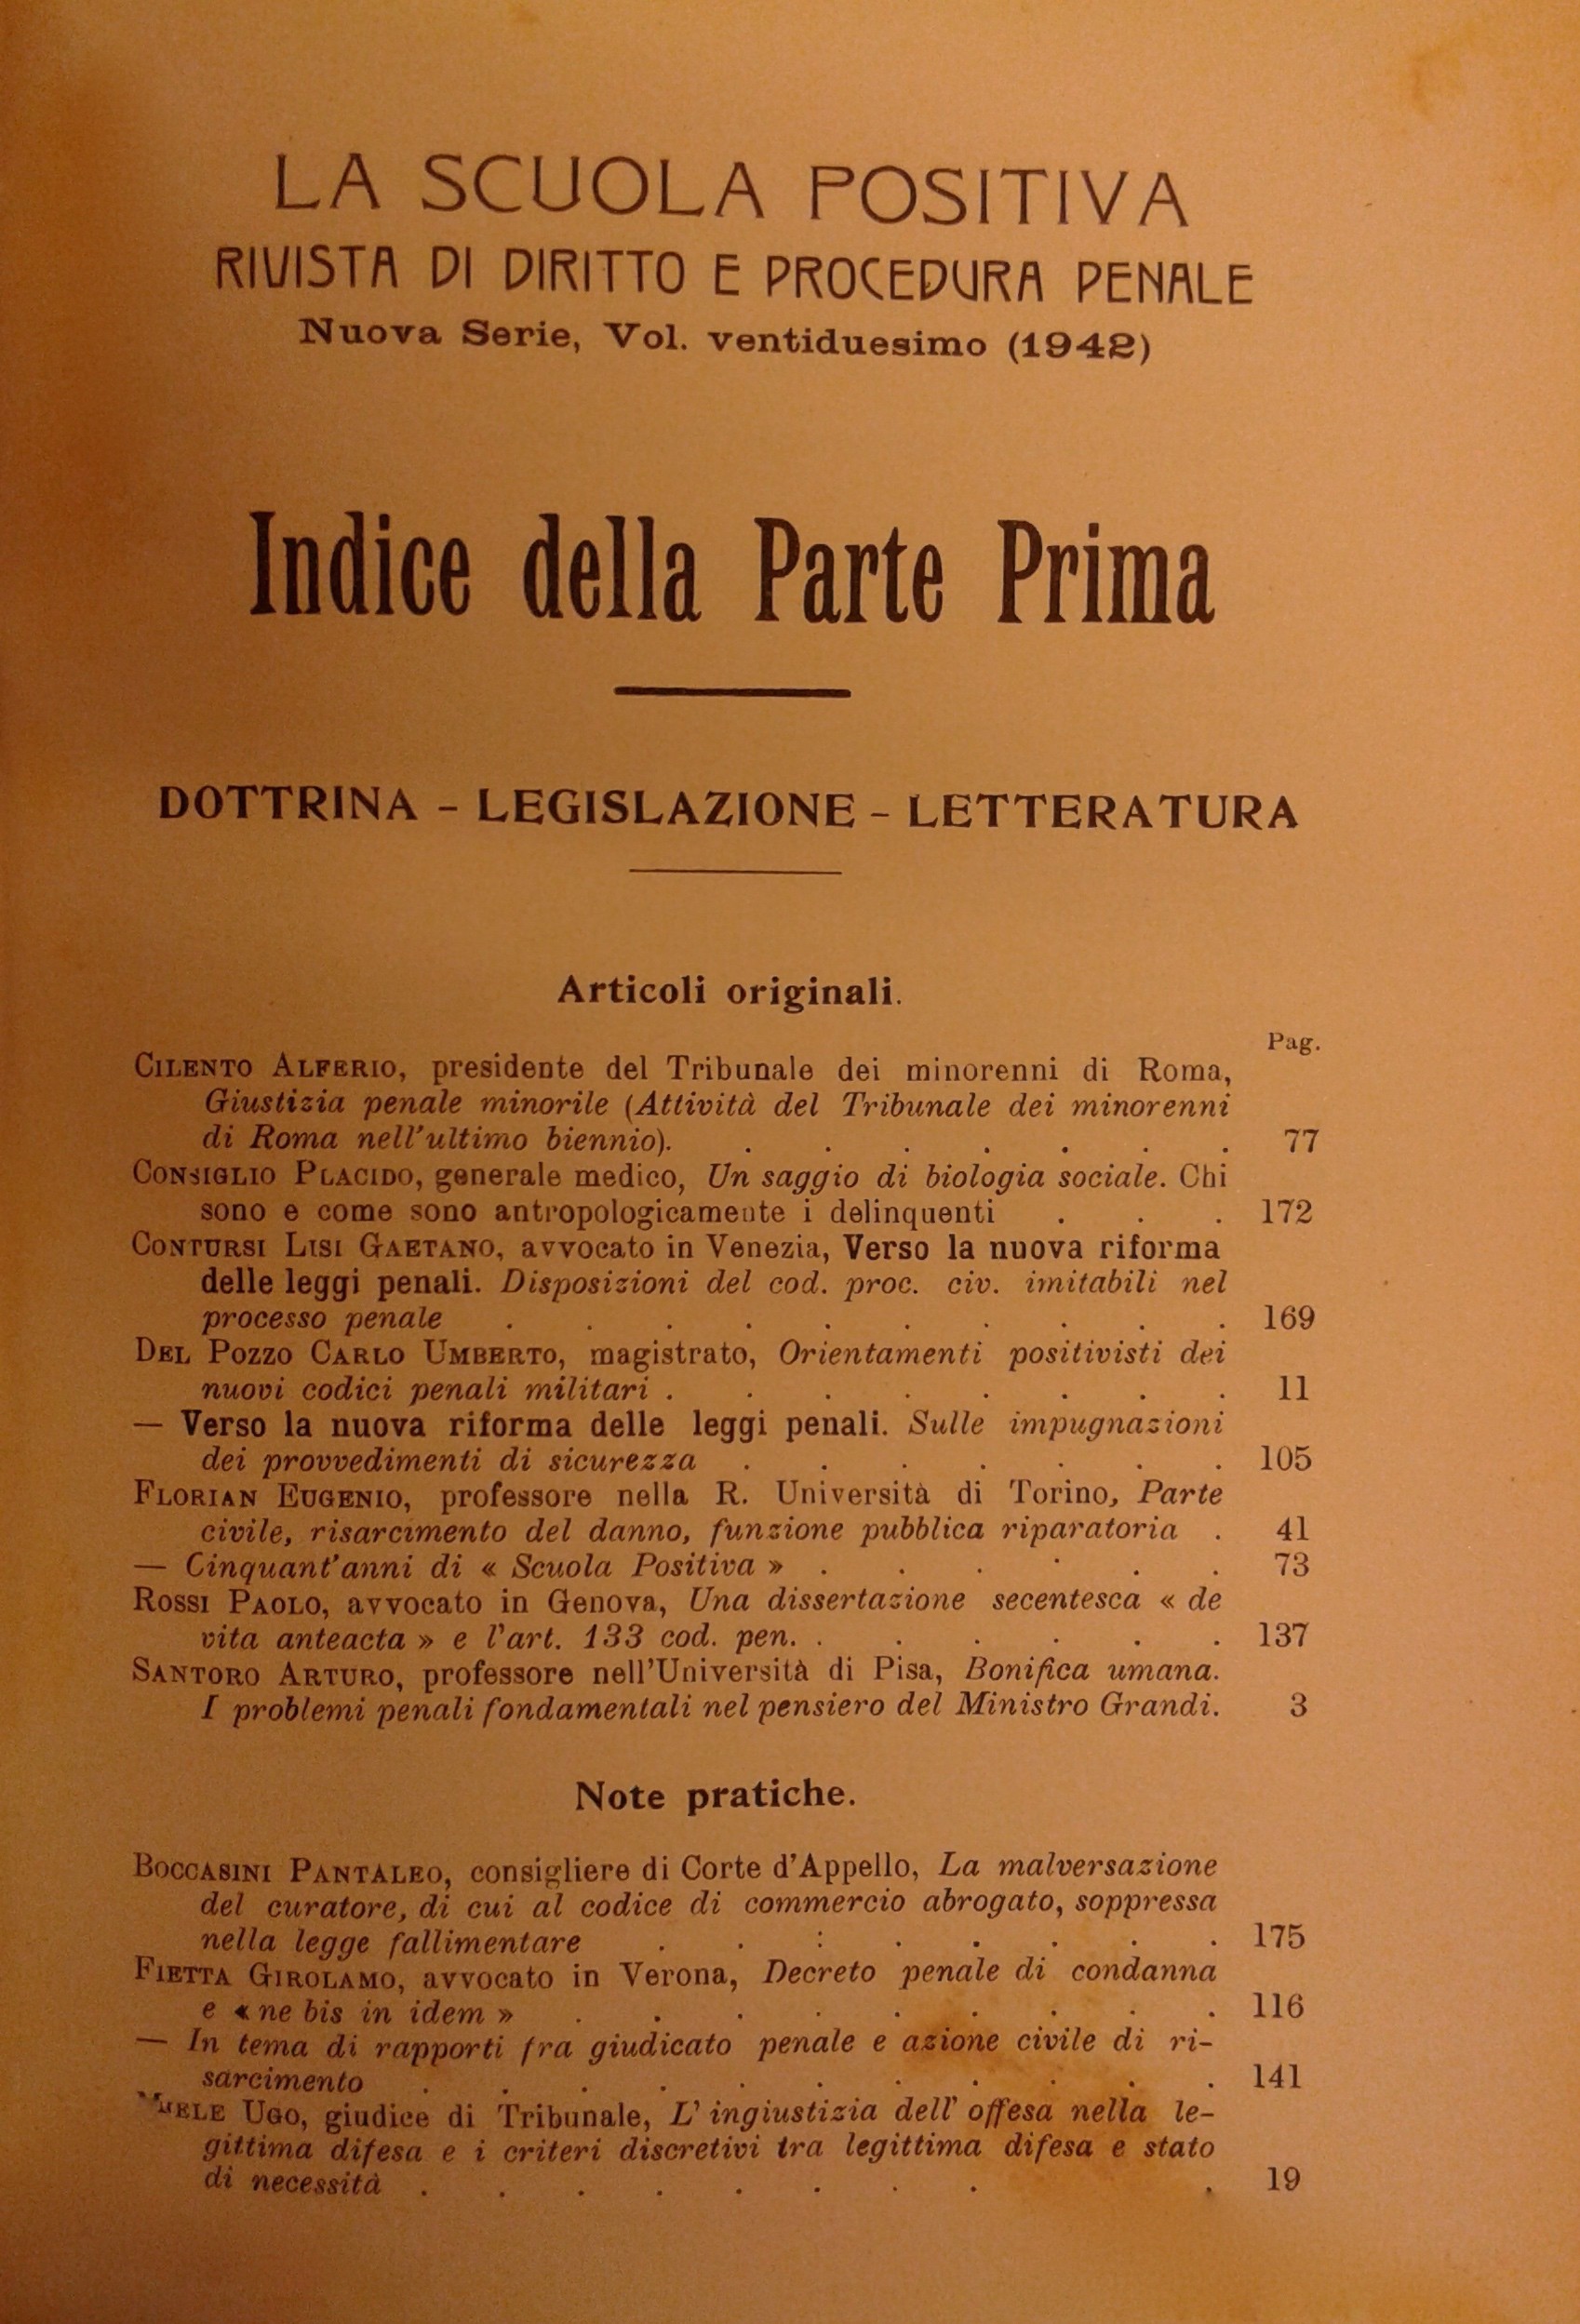 LA SCUOLA POSITIVA
RIVISTA DI DIRITTO E PROCEDURA PENALE
Nuova Serie, Vol. ventiduesimo (1942)
Indice della Parte Prima
DOTTRINA - LEGISLAZIONE - LETTERATURA
Articoli originali.
Pag.
CILENTO ALFERIO, presidente del Tribunale dei minorenni di Roma,
Giustizia penale minorile (Attività del Tribunale dei minorenni
di Roma nell'ultimo biennio). . . . . . . . 77
CONSIGLIO PLACIDO, generale medico, Un saggio di biologia sociale. Chi
sono e come sono antropologicamente i delinquenti . . . 172
CONTURSI LISI GAETANO, avvocato in Venezia, Verso la nuova riforma
delle leggi penali. Disposizioni del cod. proc. civ. imitabili nel
processo penale . . . . . . . . . . 169
DEL POZZO CARLO UMBERTO, magistrato, Orientamenti positivisti dei
nuovi codici penali militari . . . . . . . . 11
— Verso la nuova riforma delle leggi penali. Sulle impugnazioni
dei provvedimenti di sicurezza . . . . . . . 105
FLORIAN EUGENIO, professore nella R. Università di Torino, Parte
civile, risarcimento del danno, funzione pubblica riparatoria . 41
— Cinquant'anni di « Scuola Positiva » . . . . . . 73
ROSSI PAOLO, avvocato in Genova, Una dissertazione secentesca « de
vita anteacta » e l'art. 133 cod. pen. . . . . . . 137
SANTORO ARTURO, professore nell'Università di Pisa, Bonifica umana.
I problemi penali fondamentali nel pensiero del Ministro Grandi. 3
Note pratiche.
BOCCASINI PANTALEO, consigliere di Corte d'Appello, La malversazione
del curatore, di cui al codice di commercio abrogato, soppressa
nella legge fallimentare . . : . . . . . 175
FIETTA GIROLAMO, avvocato in Verona, Decreto penale di condanna
e « ne bis in idem » . . . . . . . . . 116
— In tema di rapporti fra giudicato penale e azione civile di ri-
sarcimento . . . . . . . . . . . 141
UGO, giudice di Tribunale, L'ingiustizia dell'offesa nella le-
gittima difesa e i criteri discretivi tra legittima difesa e stato
di necessità . . . . . . . . . 19